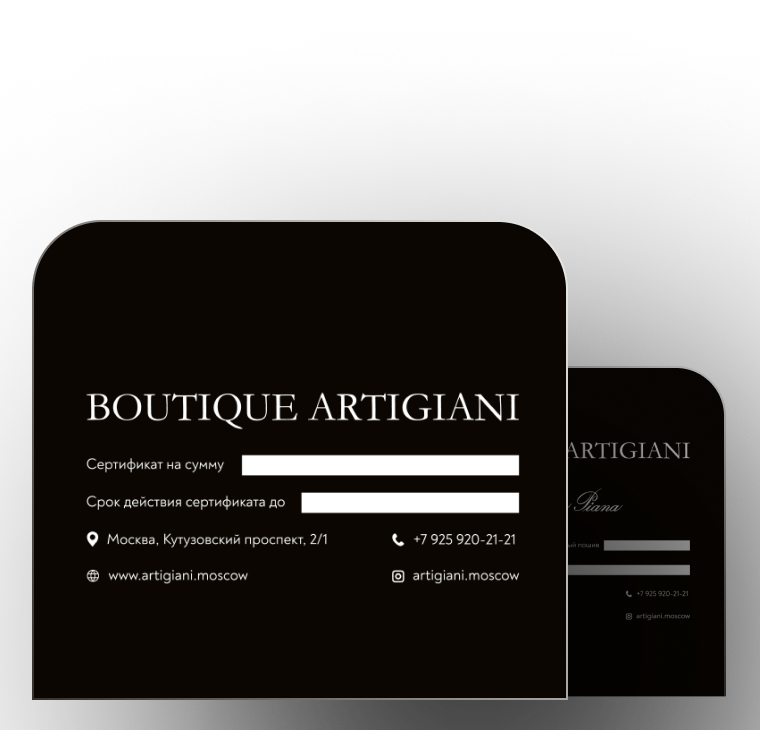 BOUTIQUE ARTIGIANI
Сертификат на сумму
Срок действия сертификата до
Москва, Кутузовский проспект, 2/1
+7 925 920-21-21
www.artigiani.moscow
artigiani.moscow
ARTIGIANI
Piana
пошив
+7 925 920-21-21
artigiani.moscow